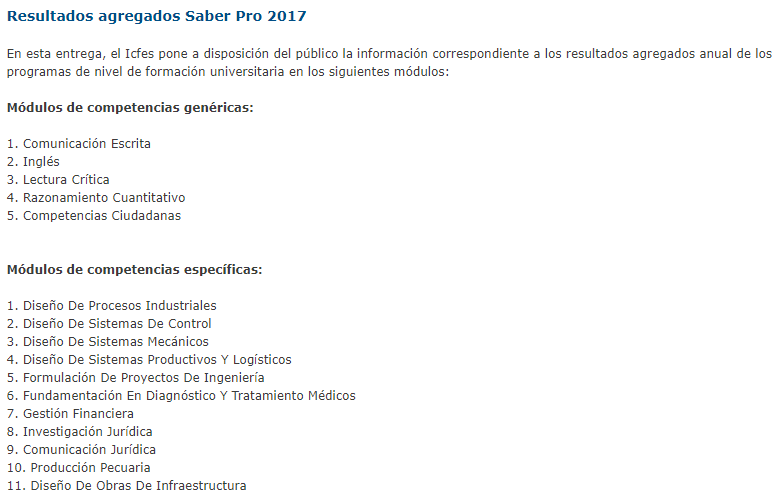 Resultados agregados Saber Pro 2017
En esta entrega, el Icfes pone a disposición del público la información correspondiente a los resultados agregados anual de los
programas de nivel de formación universitaria en los siguientes módulos:
Módulos de competencias genéricas:
1. Comunicación Escrita
2. Inglés
3. Lectura Crítica
4. Razonamiento Cuantitativo
5. Competencias Ciudadanas
Módulos de competencias específicas:
1. Diseño De Procesos Industriales
2. Diseño De Sistemas De Control
3. Diseño De Sistemas Mecánicos
4. Diseño De Sistemas Productivos Y Logísticos
5. Formulación De Proyectos De Ingeniería
6. Fundamentación En Diagnóstico Y Tratamiento Médicos
7. Gestión Financiera
8. Investigación Jurídica
9. Comunicación Jurídica
10. Producción Pecuaria
11. Diseño De Obras De Infraestructura